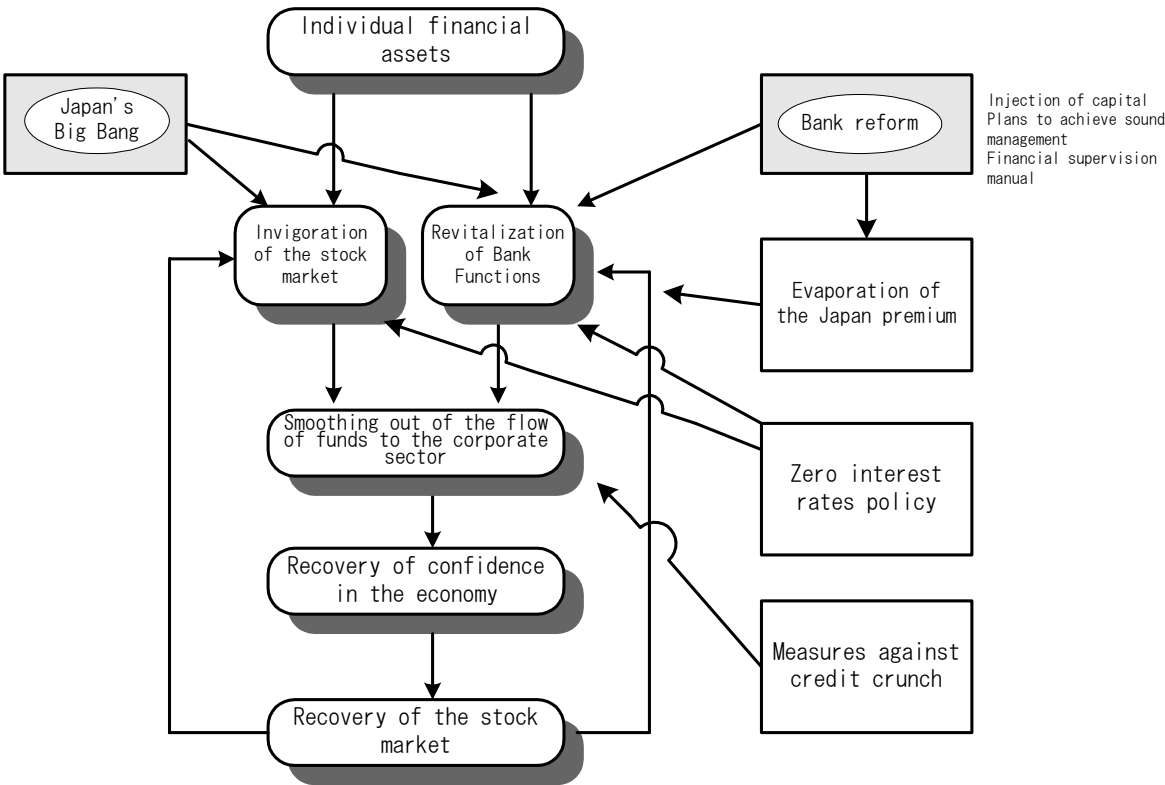 Individual financial
assets
Japan's
Big Bang
Bank reform
Injection of capital
Plans to achieve sound
management
Financial supervision
manual
Invigoration
of the stock
market
Revitalization
of Bank
Functions
Evaporation of
the Japan premium
Smoothing out of the flow
of funds to the corporate
sector
Zero interest
rates policy
Recovery of confidence
in the economy
Measures against
credit crunch
Recovery of the stock
market